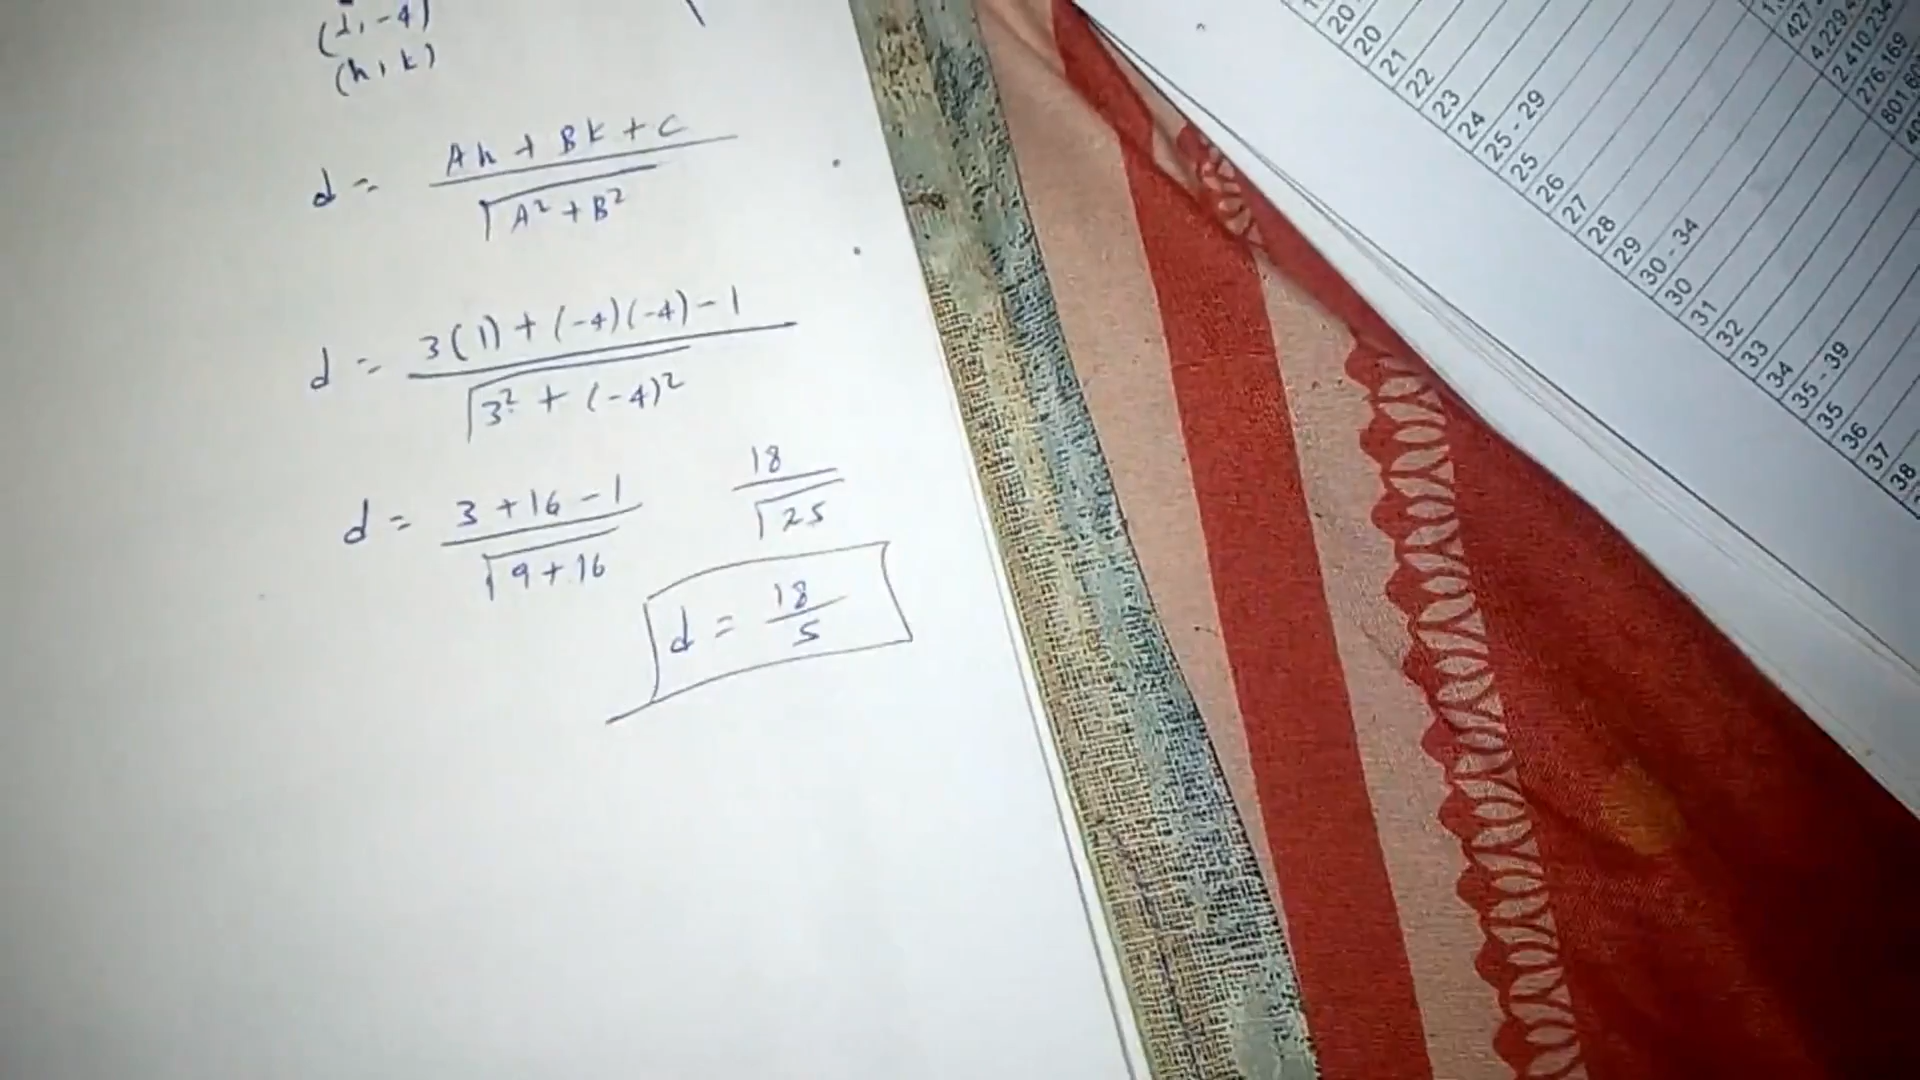 (1, -4)
(h, k)
d = Ah + Bk + C / √A² + B²
d = 3(1) + (-4)(-4) - 1 / √3² + (-4)²
d = 3 + 16 - 1 / √9 + 16
18 / √25
d = 18 / 5
20
20
21
22
23
24
25 - 29
25
26
27
28
29
30 - 34
30
31
32
33
34
35 - 39
35
36
37
38
427
4,229
2,410,234
276,169
801